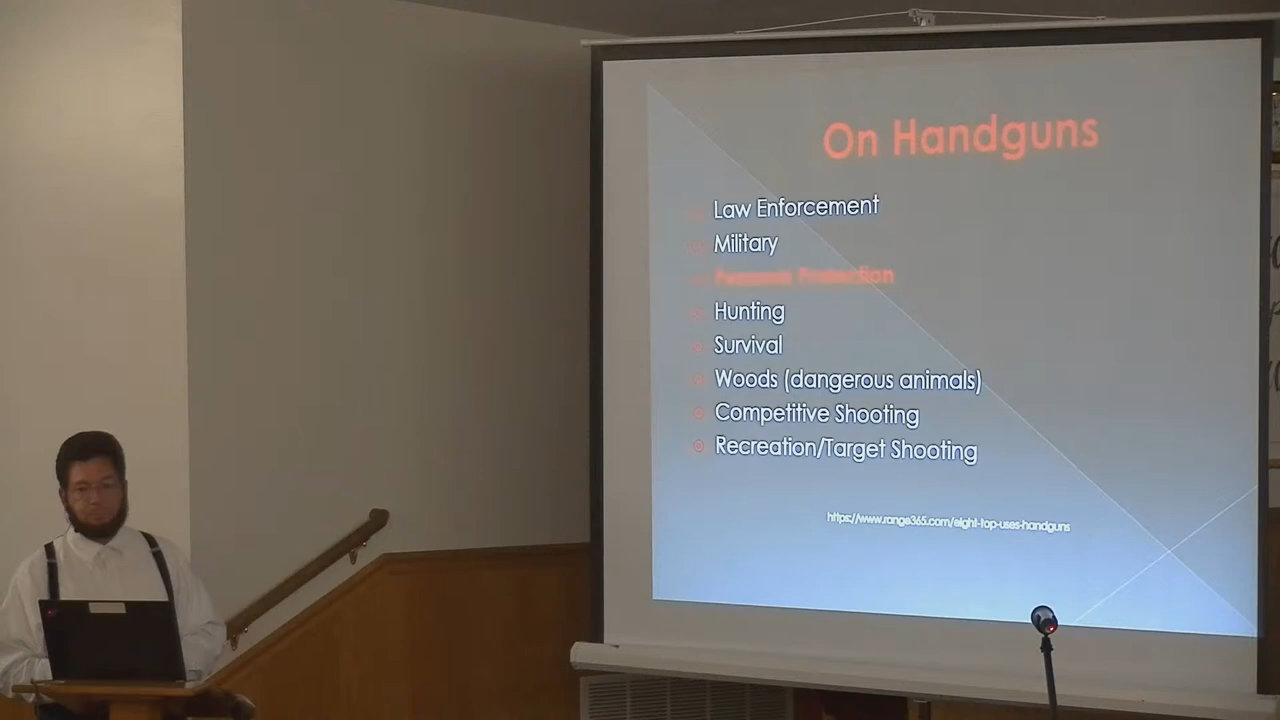 On Handguns
Law Enforcement
Military
Protection
Hunting
Survival
Woods (dangerous animals)
Competitive Shooting
Recreation/Target Shooting
https://www.range365.com/eight-top-uses-handguns